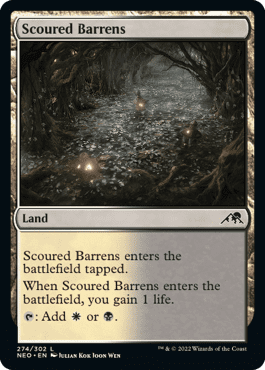 Scoured Barrens
Land
Scoured Barrens enters the
battlefield tapped.
When Scoured Barrens enters the
battlefield, you gain 1 life.
: Add or .
274/302 L
NEO • EN Julian Kok Joon Wen
™ & © 2022 Wizards of the Coast